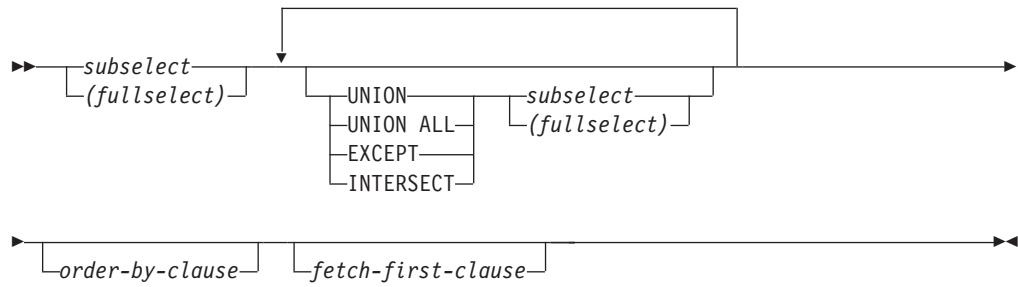 subselect
(fullselect)
UNION
UNION ALL
EXCEPT
INTERSECT
subselect
(fullselect)
order-by-clause
fetch-first-clause